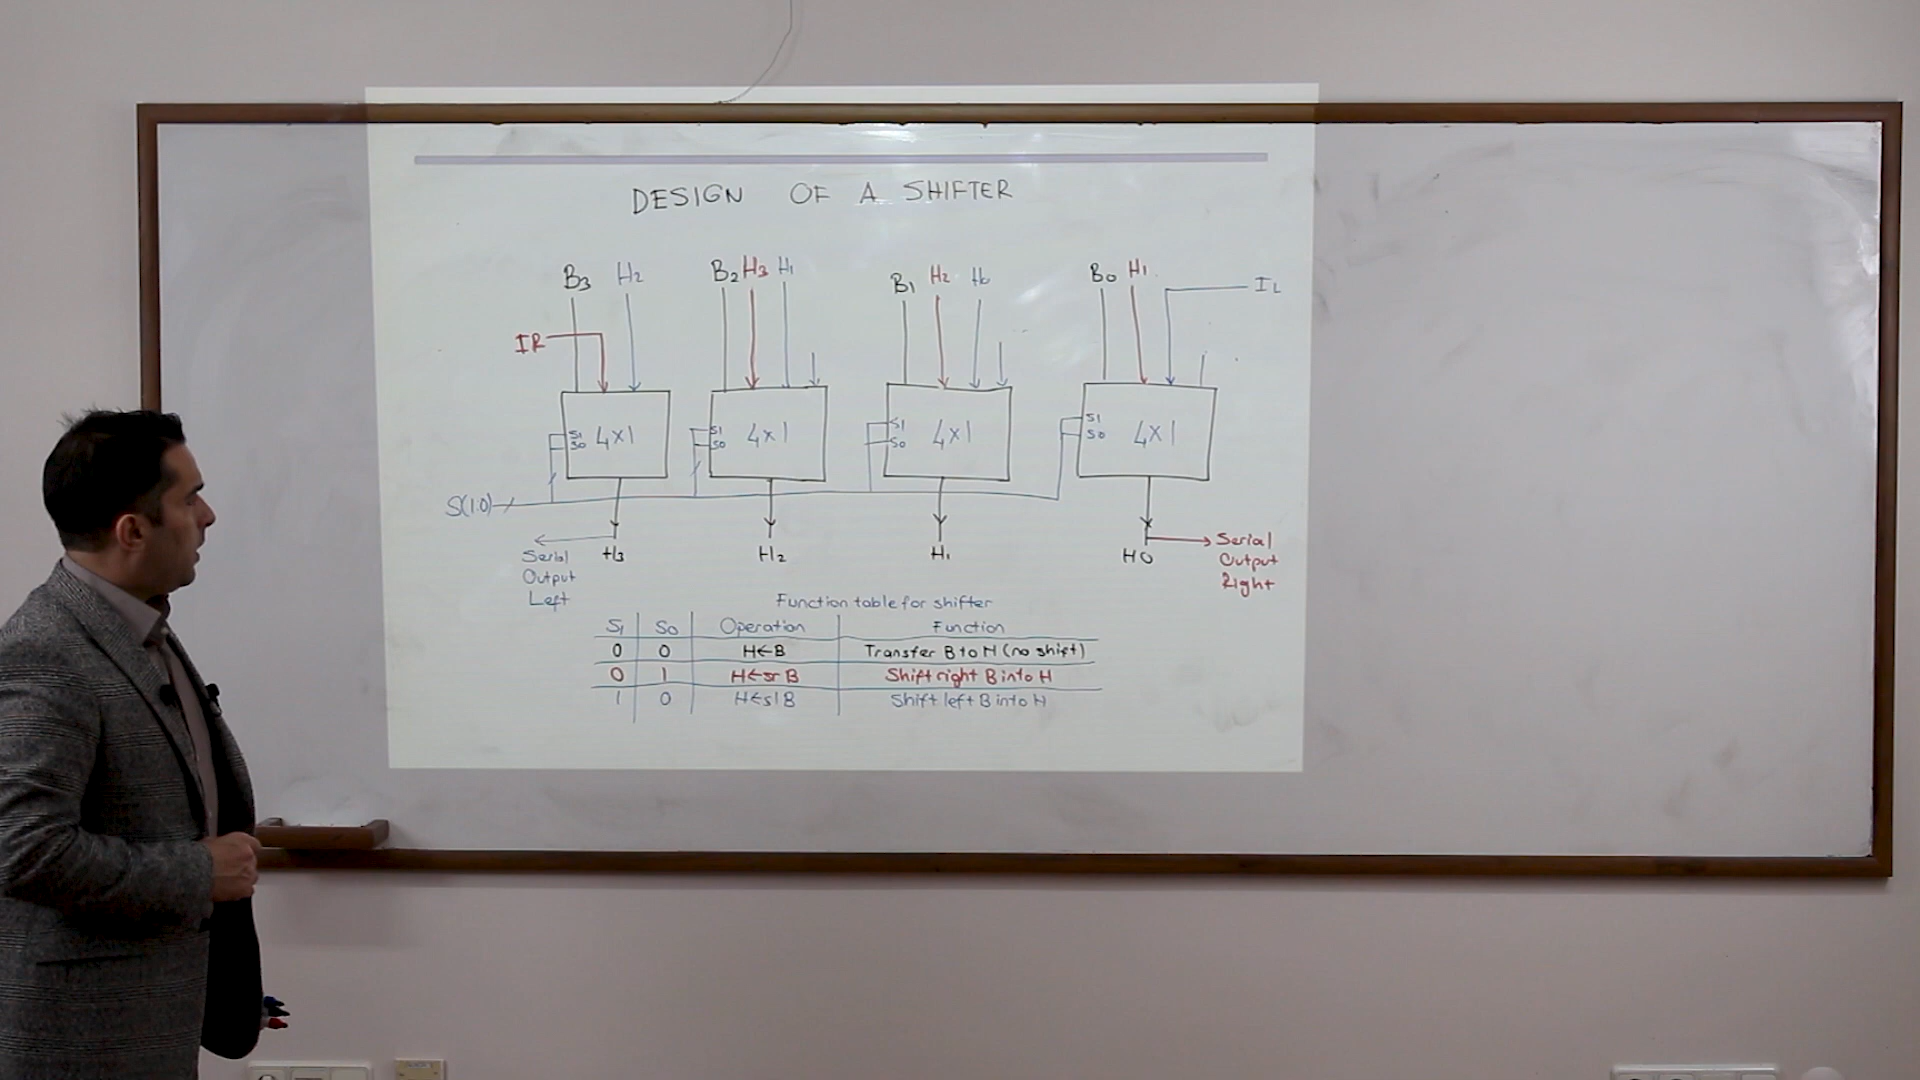 DESIGN OF A SHIFTER
B3 H2 B2 H3 H1 B1 H2 H0 B0 H1 IL
IR
S1 S0 4x1 S1 S0 4x1 S1 S0 4x1 S1 S0 4x1
S(1:0)
H3 H2 H1 H0
Serial
Output
Left
Serial
Output
Right
Function table for shifter
S1 S0 Operation Function
0 0 H←B Transfer B to H (no shift)
0 1 H←sr B Shift right B into H
1 0 H←sl B Shift left B into H